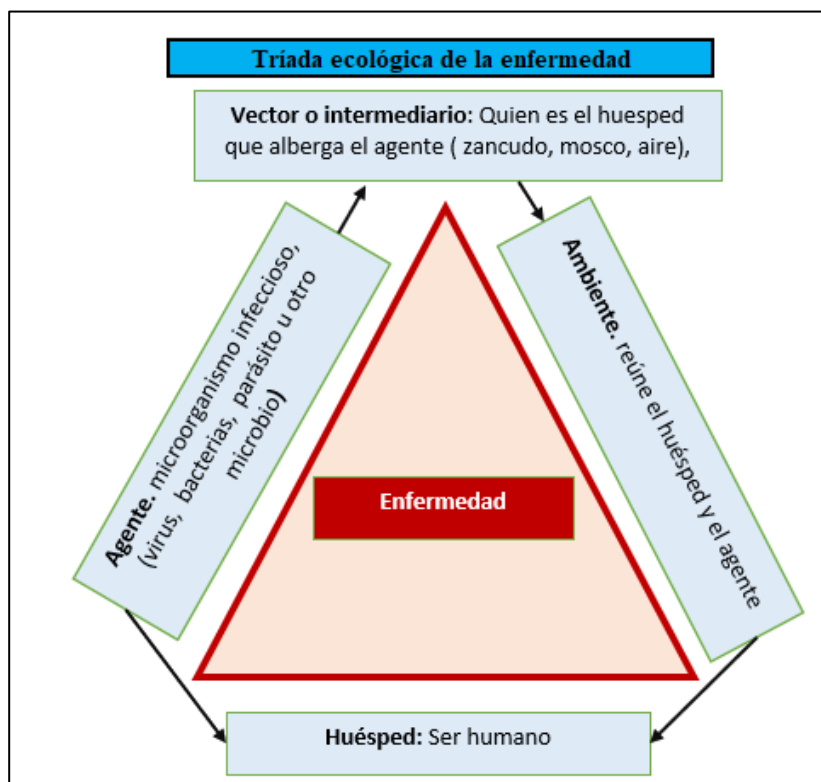 Tríada ecológica de la enfermedad
Vector o intermediario: Quien es el huesped
que alberga el agente ( zancudo, mosco, aire),
Agente. microorganismo infeccioso,
(virus, bacterias, parásito u otro
microbio)
Ambiente. reúne el huésped y el agente
Enfermedad
Huésped: Ser humano